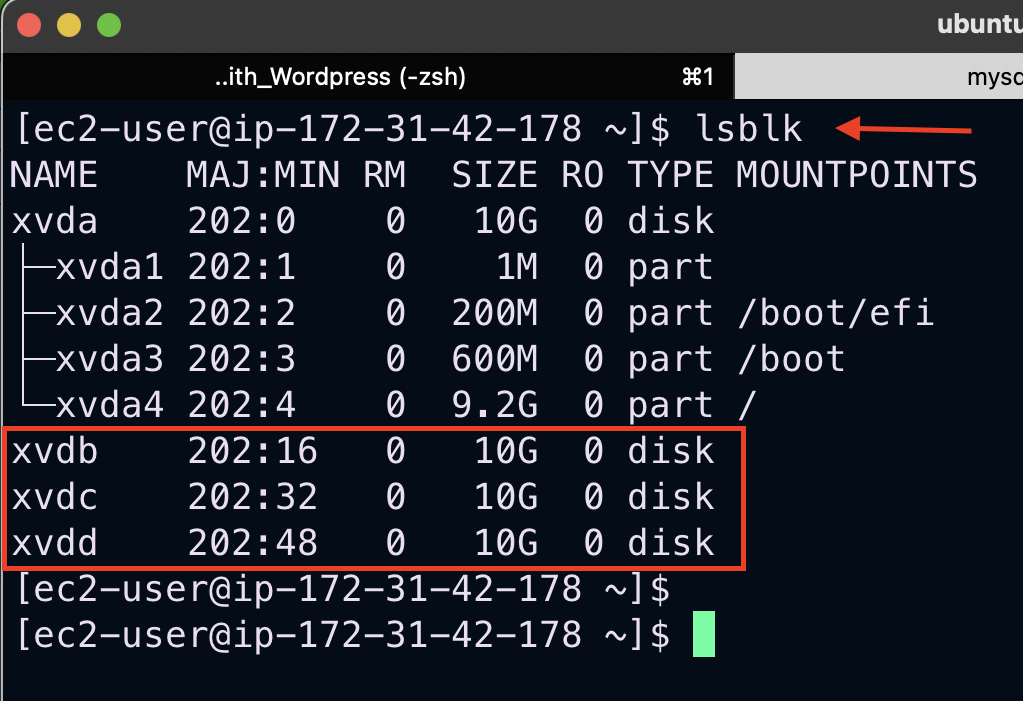 ubuntu
..ith_Wordpress (-zsh) ⌘1
[ec2-user@ip-172-31-42-178 ~]$ lsblk
NAME    MAJ:MIN RM  SIZE RO TYPE MOUNTPOINTS
xvda    202:0    0   10G  0 disk
├─xvda1 202:1    0    1M  0 part
├─xvda2 202:2    0  200M  0 part /boot/efi
├─xvda3 202:3    0  600M  0 part /boot
└─xvda4 202:4    0  9.2G  0 part /
xvdb    202:16   0   10G  0 disk
xvdc    202:32   0   10G  0 disk
xvdd    202:48   0   10G  0 disk
[ec2-user@ip-172-31-42-178 ~]$
[ec2-user@ip-172-31-42-178 ~]$